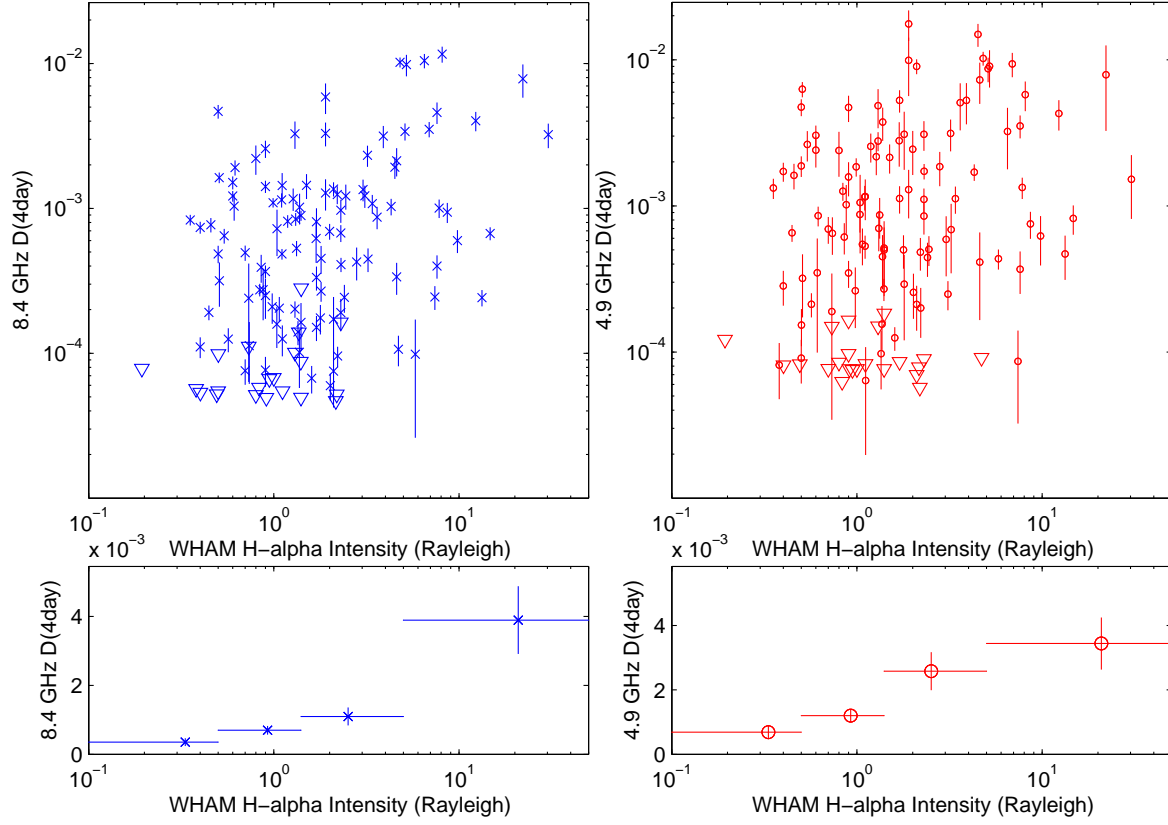 10^-2
10^-3
10^-4
8.4 GHz D(4day)
10^-1 10^0 10^1
WHAM H-alpha Intensity (Rayleigh)
10^-2
10^-3
10^-4
4.9 GHz D(4day)
10^-1 10^0 10^1
WHAM H-alpha Intensity (Rayleigh)
x 10^-3
4
2
0
8.4 GHz D(4day)
10^-1 10^0 10^1
WHAM H-alpha Intensity (Rayleigh)
x 10^-3
4
2
0
4.9 GHz D(4day)
10^-1 10^0 10^1
WHAM H-alpha Intensity (Rayleigh)